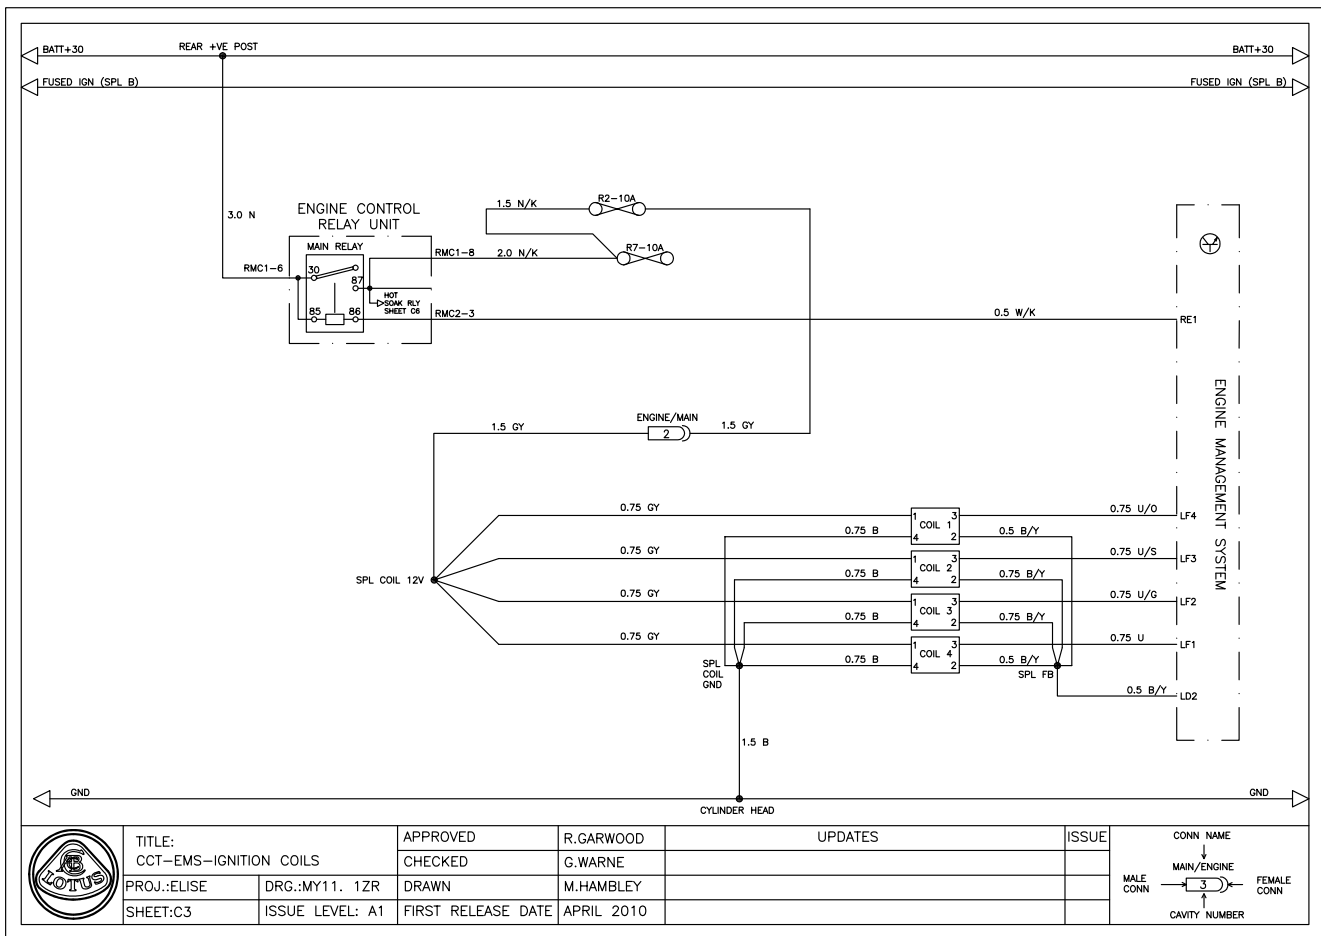 BATT+30
REAR +VE POST
BATT+30
FUSED IGN (SPL B)
FUSED IGN (SPL B)
3.0 N
ENGINE CONTROL
RELAY UNIT
MAIN RELAY
RMC1-6
30
87
85
86
HOT
SOAK RLY
SHEET C6
RMC1-8
2.0 N/K
1.5 N/K
R2-10A
R7-10A
RMC2-3
0.5 W/K
RE1
ENGINE MANAGEMENT SYSTEM
ENGINE/MAIN
1.5 GY
2
1.5 GY
SPL COIL 12V
0.75 GY
1
3
COIL 1
4
2
0.75 U/O
LF4
0.75 B
0.5 B/Y
0.75 GY
1
3
COIL 2
4
2
0.75 U/S
LF3
0.75 B
0.75 B/Y
0.75 GY
1
3
COIL 3
4
2
0.75 U/G
LF2
0.75 B
0.75 B/Y
0.75 GY
1
3
COIL 4
4
2
0.75 U
LF1
0.75 B
0.5 B/Y
SPL
COIL
GND
SPL FB
0.5 B/Y
LD2
1.5 B
GND
CYLINDER HEAD
GND
LOTUS
TITLE:
CCT-EMS-IGNITION COILS
PROJ.:ELISE
DRG.:MY11. 1ZR
SHEET:C3
ISSUE LEVEL: A1
APPROVED
R.GARWOOD
CHECKED
G.WARNE
DRAWN
M.HAMBLEY
FIRST RELEASE DATE
APRIL 2010
UPDATES
ISSUE
CONN NAME
MAIN/ENGINE
MALE
CONN
3
FEMALE
CONN
CAVITY NUMBER